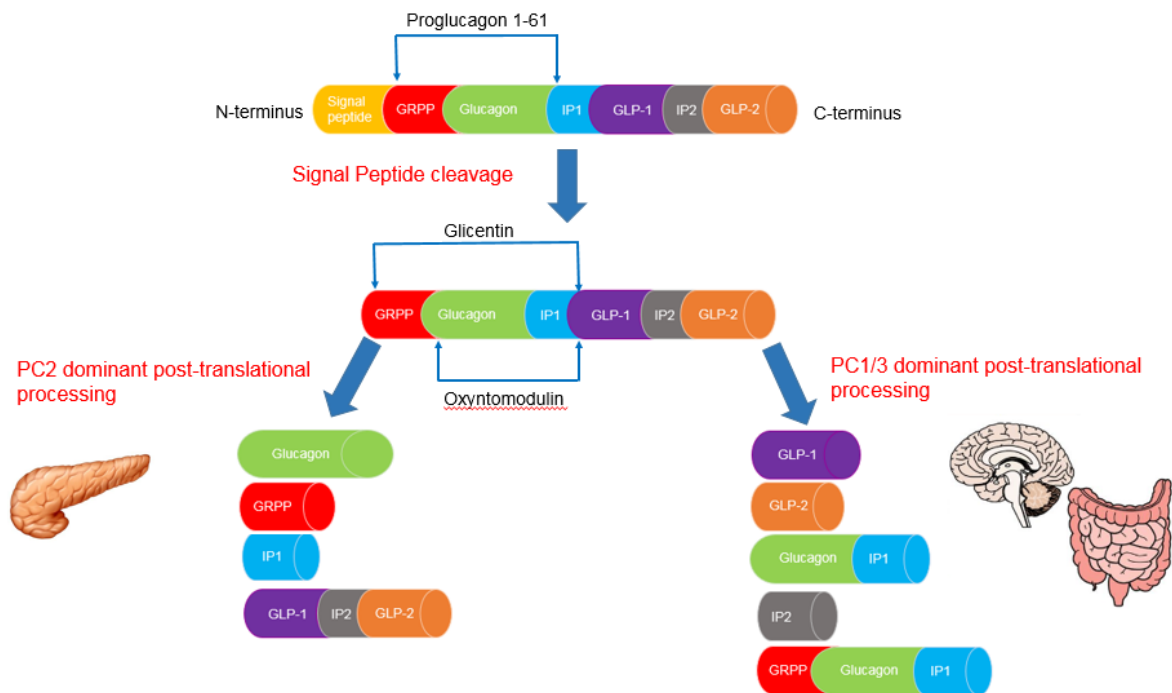 Proglucagon 1-61
N-terminus
Signal
peptide
GRPP
Glucagon
IP1
GLP-1
IP2
GLP-2
C-terminus
Signal Peptide cleavage
Glicentin
GRPP
Glucagon
IP1
GLP-1
IP2
GLP-2
Oxyntomodulin
PC2 dominant post-translational
processing
PC1/3 dominant post-translational
processing
Glucagon
GRPP
IP1
GLP-1
IP2
GLP-2
GLP-1
GLP-2
Glucagon
IP1
IP2
GRPP
Glucagon
IP1